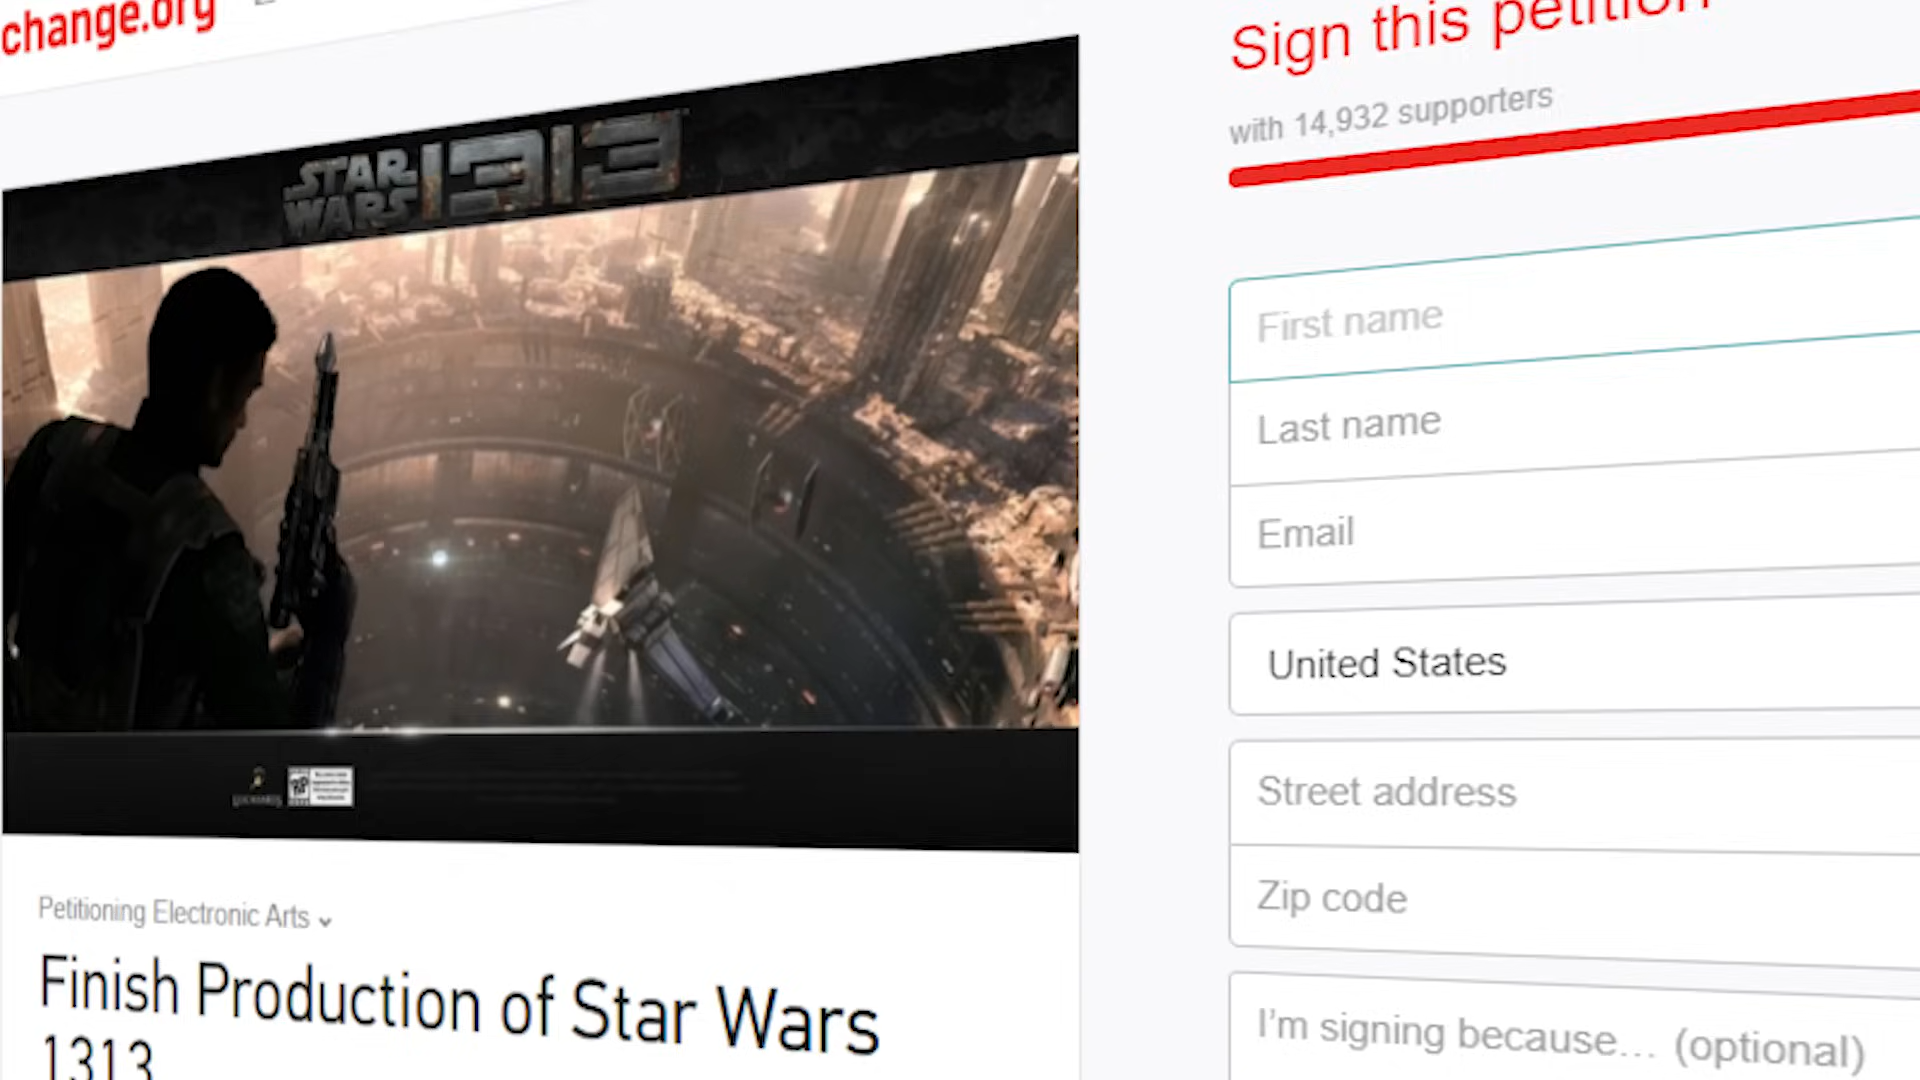 change.org
Sign this petition
with 14,932 supporters
STAR
WARS
1313
First name
Last name
Email
United States
Street address
Zip code
I'm signing because... (optional)
RP
Petitioning Electronic Arts
Finish Production of Star Wars
1313